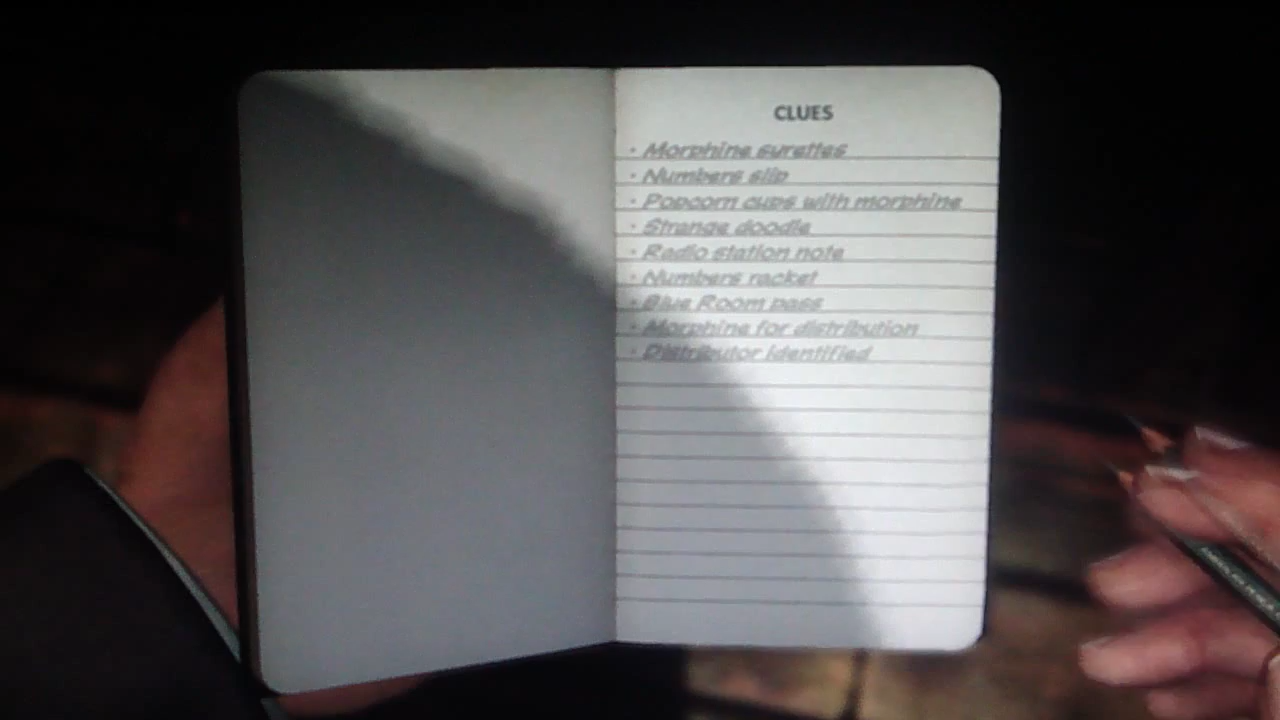 CLUES
• Morphine surettes
• Numbers slip
• Popcorn cups with morphine
• Strange doodle
• Radio station note
• Numbers racket
• Blue Room pass
• Morphine for distribution
• Distributor identified